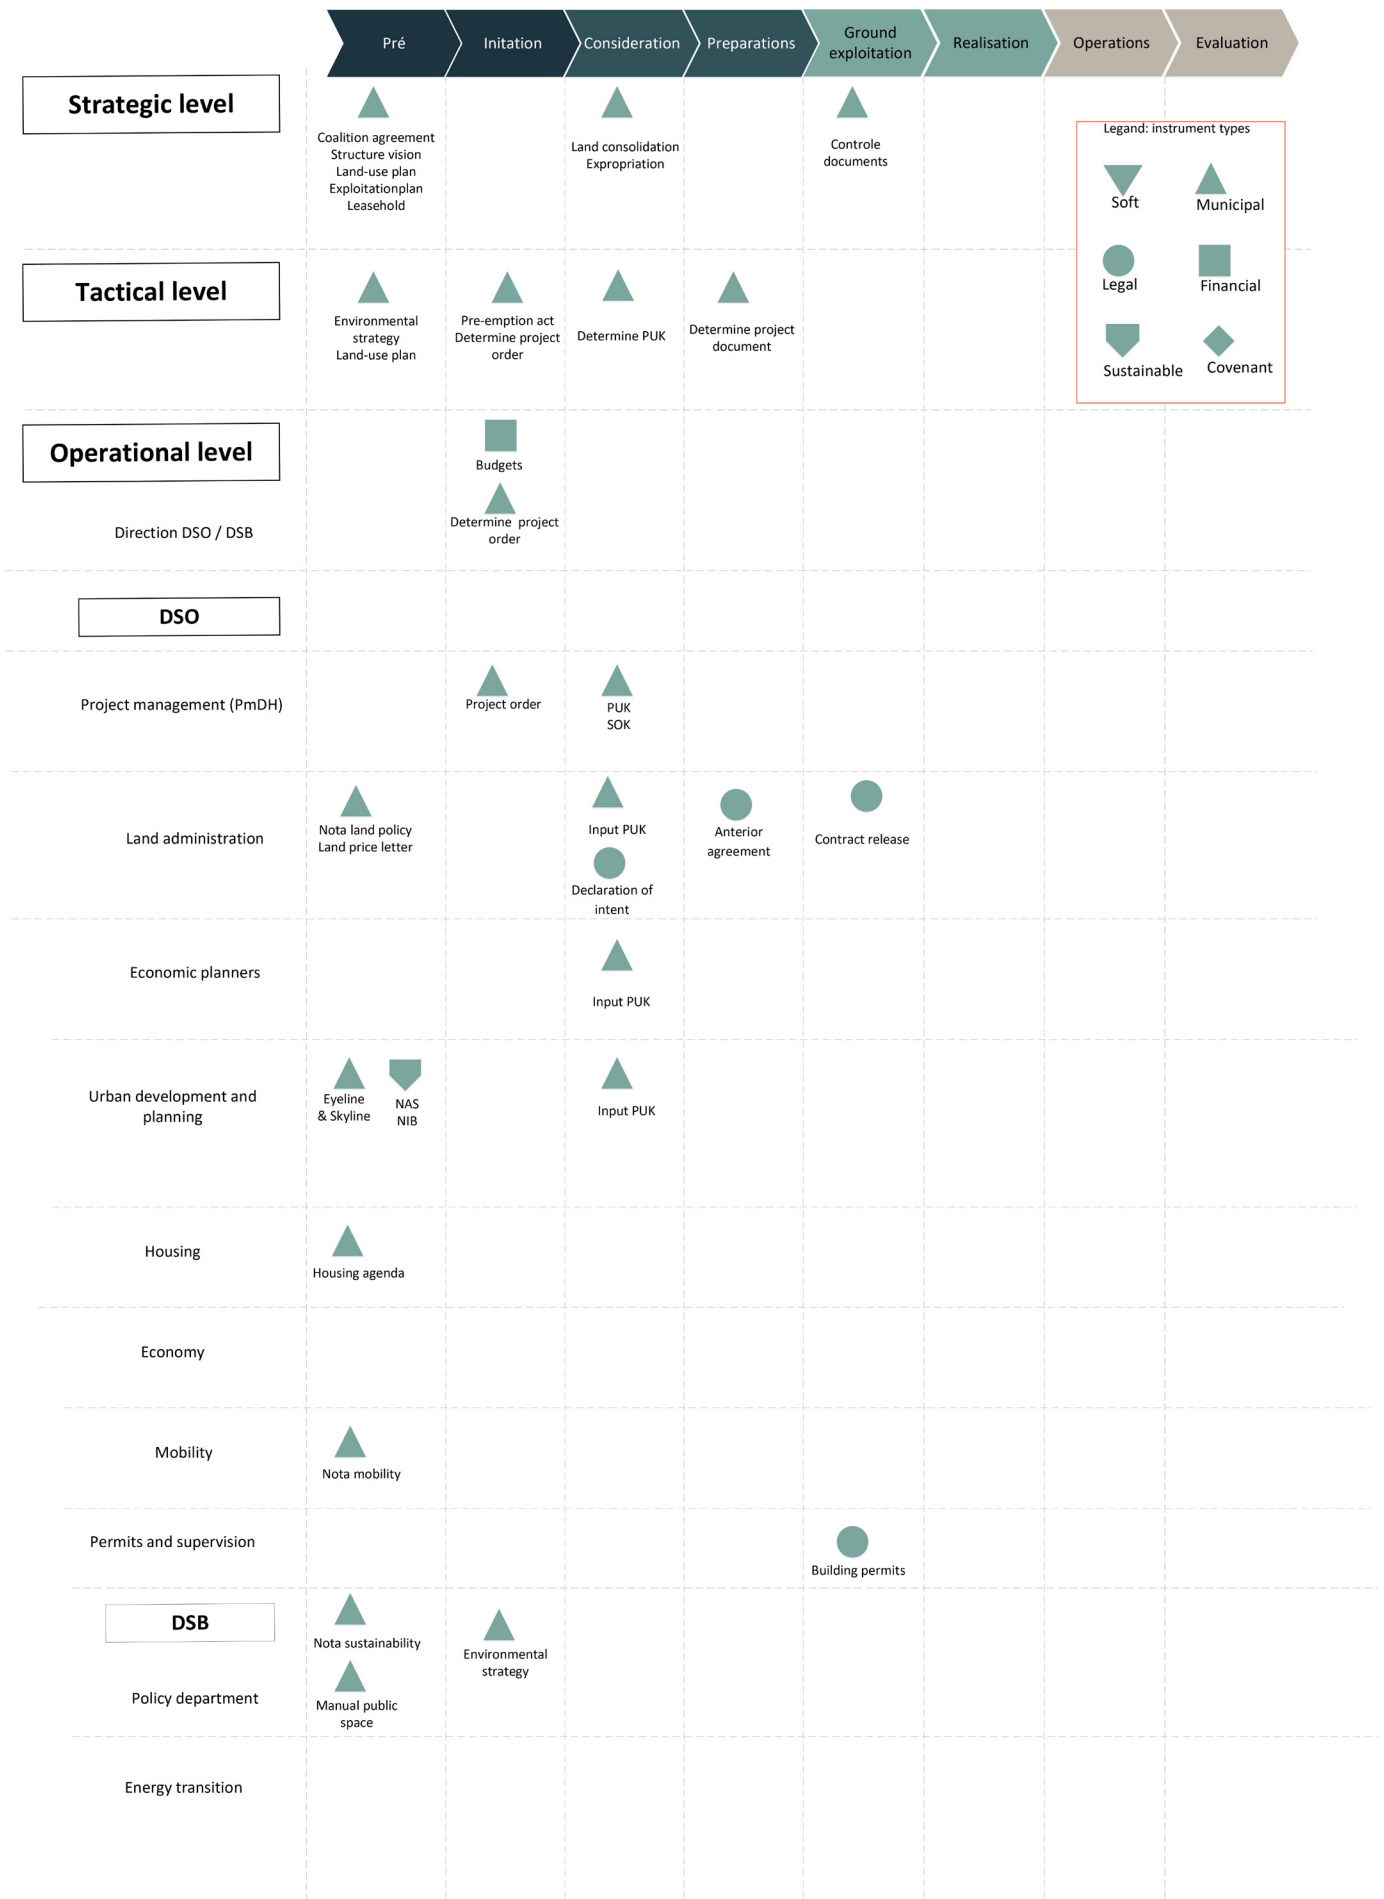 Pré
Initation
Consideration
Preparations
Ground
exploitation
Realisation
Operations
Evaluation
Strategic level
Coalition agreement
Structure vision
Land-use plan
Exploitationplan
Leasehold
Land consolidation
Expropriation
Controle
documents
Legand: instrument types
Soft
Municipal
Legal
Financial
Sustainable
Covenant
Tactical level
Environmental
strategy
Land-use plan
Pre-emption act
Determine project
order
Determine PUK
Determine project
document
Operational level
Budgets
Direction DSO / DSB
Determine project
order
DSO
Project management (PmDH)
Project order
PUK
SOK
Land administration
Nota land policy
Land price letter
Input PUK
Declaration of
intent
Anterior
agreement
Contract release
Economic planners
Input PUK
Urban development and
planning
Eyeline
& Skyline
NAS
NIB
Input PUK
Housing
Housing agenda
Economy
Mobility
Nota mobility
Permits and supervision
Building permits
DSB
Nota sustainability
Environmental
strategy
Policy department
Manual public
space
Energy transition